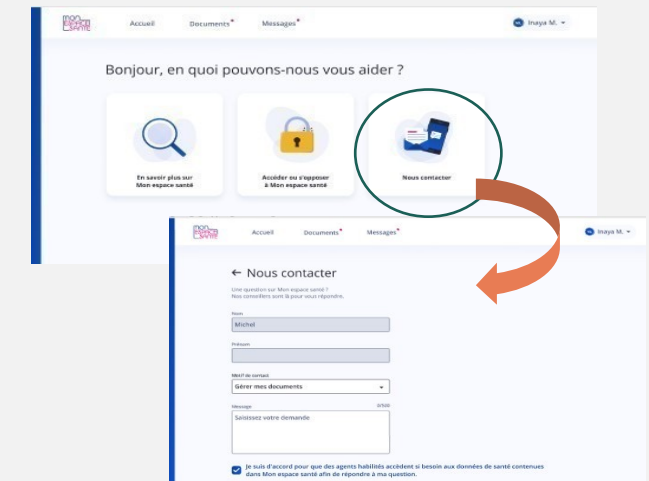 mon
ESPACE
SANTÉ
Accueil
Documents
Messages
Inaya M.
Bonjour, en quoi pouvons-nous vous aider ?
En savoir plus sur
Mon espace santé
Accéder ou s'opposer
à Mon espace santé
Nous contacter
mon
ESPACE
SANTÉ
Accueil
Documents
Messages
Inaya M.
← Nous contacter
Une question sur Mon espace santé ?
Nos conseillers sont là pour vous répondre.
Nom
Michel
Prénom
Motif de contact
Gérer mes documents
Message
0/500
Saisissez votre demande
Je suis d'accord pour que des agents habilités accèdent si besoin aux données de santé contenues
dans Mon espace santé afin de répondre à ma question.